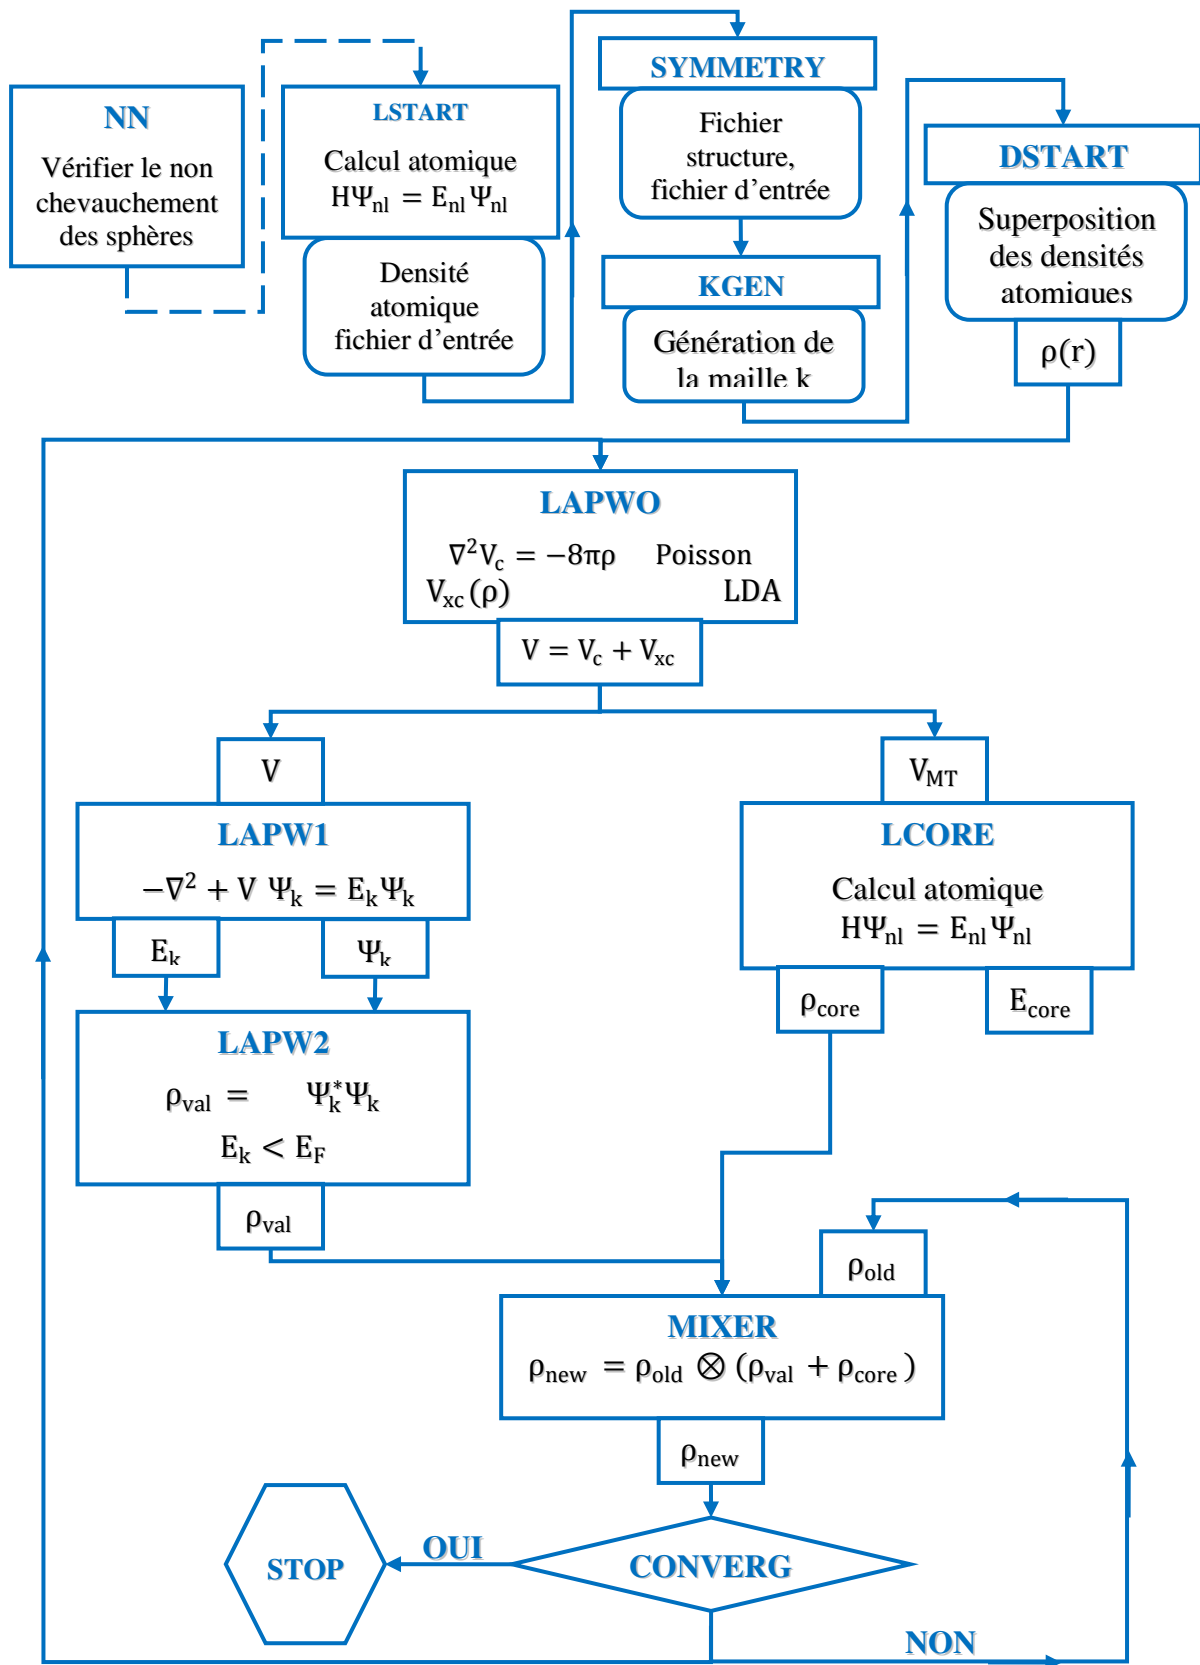 NN
Vérifier le non
chevauchement
des sphères
LSTART
Calcul atomique
HΨnl = EnlΨnl
Densité
atomique
fichier d'entrée
SYMMETRY
Fichier
structure,
fichier d'entrée
KGEN
Génération de
la maille k
DSTART
Superposition
des densités
atomiques
ρ(r)
LAPWO
∇²Vc = −8πρ Poisson
Vxc(ρ) LDA
V = Vc + Vxc
V
LAPW1
−∇² + V Ψk = EkΨk
Ek Ψk
LAPW2
ρval = Ψk*Ψk
Ek < EF
ρval
VMT
LCORE
Calcul atomique
HΨnl = EnlΨnl
ρcore Ecore
ρold
MIXER
ρnew = ρold ⊗ (ρval + ρcore)
ρnew
CONVERG
OUI
STOP
NON